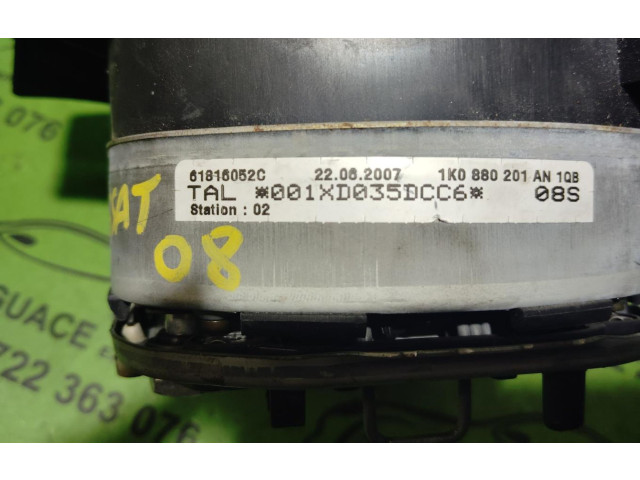 61816052C 22.06.2007 1K0 880 201 AN 1QB
TAL *001XD035DCC6* 08S
Station : 02
SAT
08
076
GUACE
722 363 076